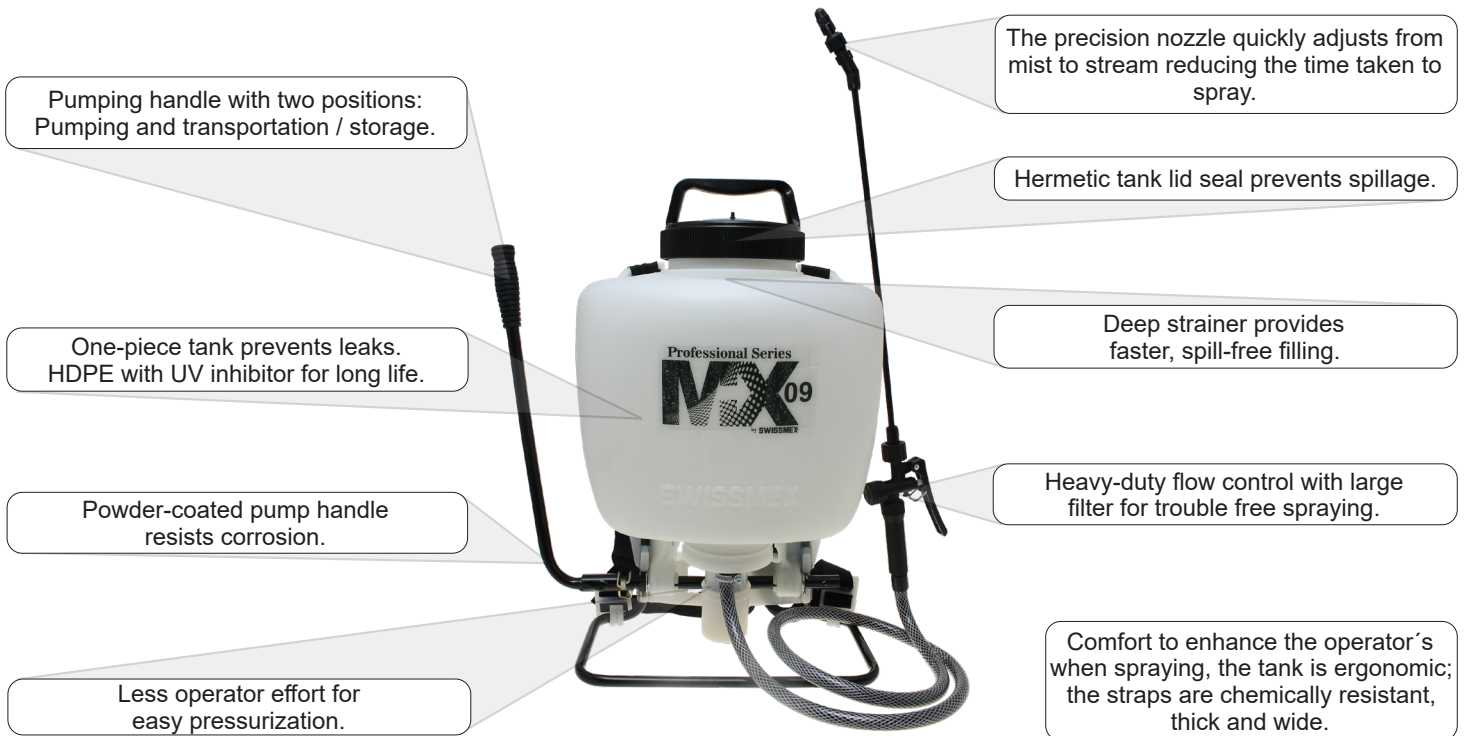 The precision nozzle quickly adjusts from
mist to stream reducing the time taken to
spray.
Pumping handle with two positions:
Pumping and transportation / storage.
Hermetic tank lid seal prevents spillage.
Deep strainer provides
faster, spill-free filling.
One-piece tank prevents leaks.
HDPE with UV inhibitor for long life.
Professional Series
MEX 09
by SWISSMEX
SWISSMEX
Heavy-duty flow control with large
filter for trouble free spraying.
Powder-coated pump handle
resists corrosion.
Comfort to enhance the operator´s
when spraying, the tank is ergonomic;
the straps are chemically resistant,
thick and wide.
Less operator effort for
easy pressurization.